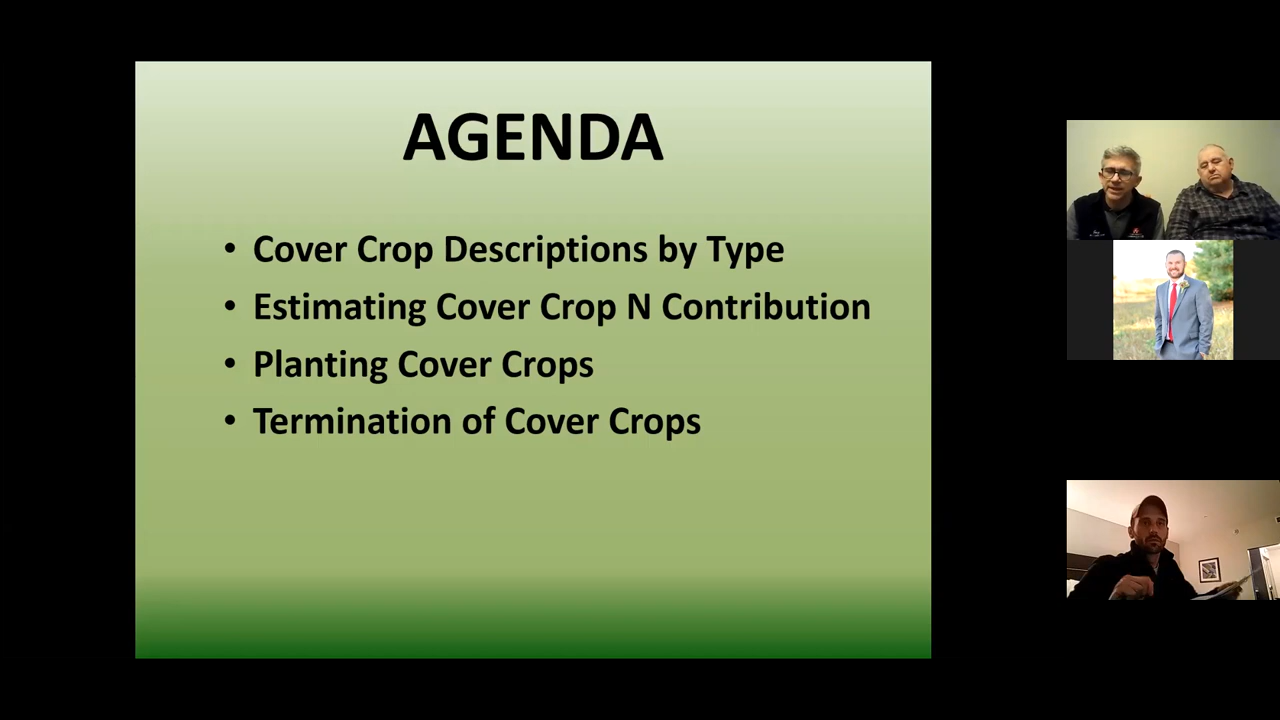 AGENDA
• Cover Crop Descriptions by Type
• Estimating Cover Crop N Contribution
• Planting Cover Crops
• Termination of Cover Crops